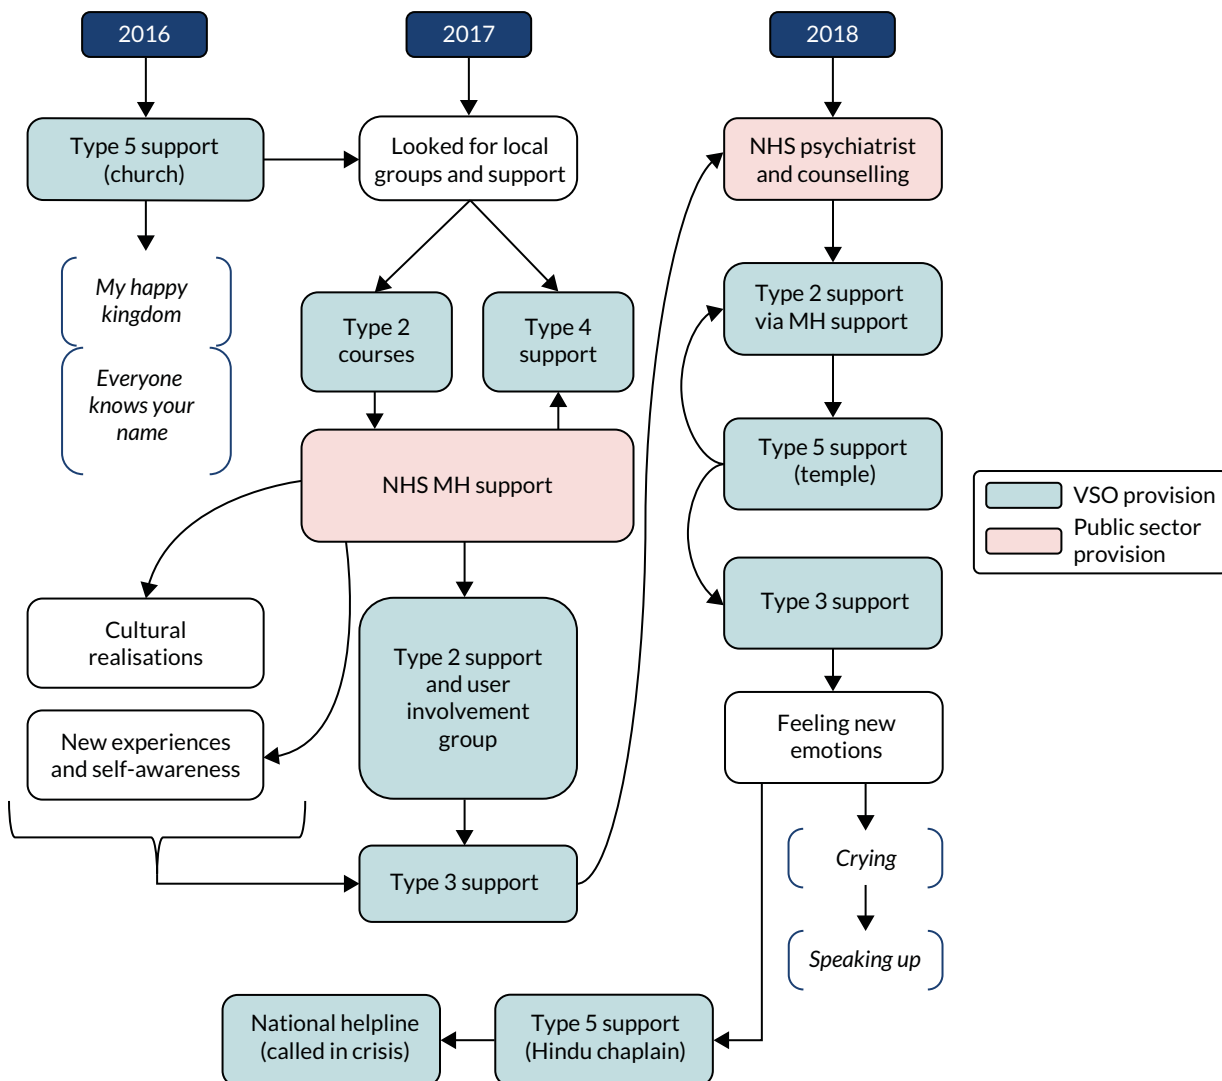 2016
2017
2018
Type 5 support
(church)
Looked for local
groups and support
NHS psychiatrist
and counselling
My happy
kingdom
Everyone
knows your
name
Type 2
courses
Type 4
support
Type 2 support
via MH support
NHS MH support
Type 5 support
(temple)
VSO provision
Public sector
provision
Cultural
realisations
Type 2 support
and user
involvement
group
Type 3 support
New experiences
and self-awareness
Feeling new
emotions
Type 3 support
Crying
Speaking up
National helpline
(called in crisis)
Type 5 support
(Hindu chaplain)